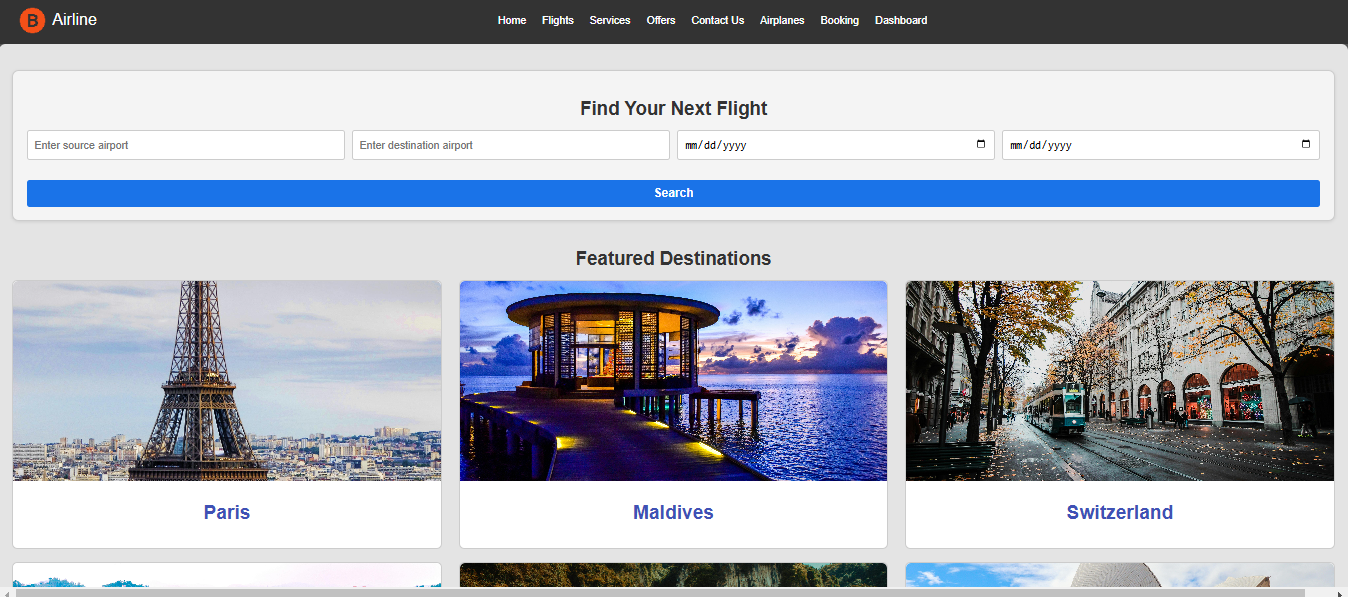 B Airline
Home Flights Services Offers Contact Us Airplanes Booking Dashboard
Find Your Next Flight
Enter source airport Enter destination airport mm/dd/yyyy mm/dd/yyyy
Search
Featured Destinations
Paris Maldives Switzerland